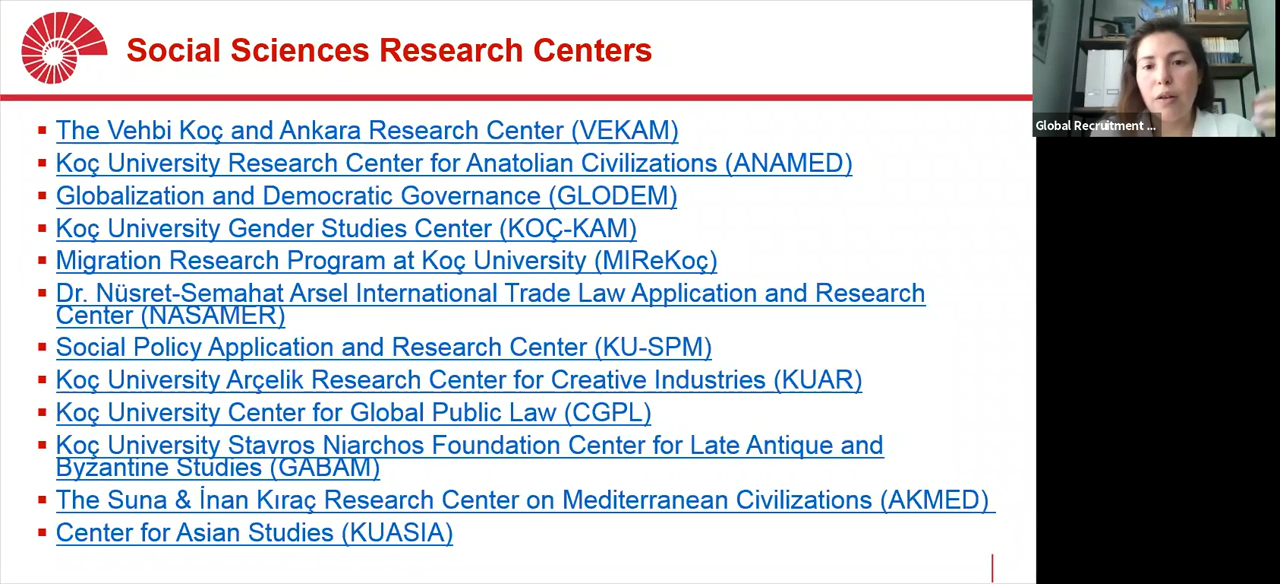 Social Sciences Research Centers
The Vehbi Koç and Ankara Research Center (VEKAM)
Koç University Research Center for Anatolian Civilizations (ANAMED)
Globalization and Democratic Governance (GLODEM)
Koç University Gender Studies Center (KOÇ-KAM)
Migration Research Program at Koç University (MIReKoç)
Dr. Nüsret-Semahat Arsel International Trade Law Application and Research
Center (NASAMER)
Social Policy Application and Research Center (KU-SPM)
Koç University Arçelik Research Center for Creative Industries (KUAR)
Koç University Center for Global Public Law (CGPL)
Koç University Stavros Niarchos Foundation Center for Late Antique and
Byzantine Studies (GABAM)
The Suna & İnan Kıraç Research Center on Mediterranean Civilizations (AKMED)
Center for Asian Studies (KUASIA)
Global Recruitment ...